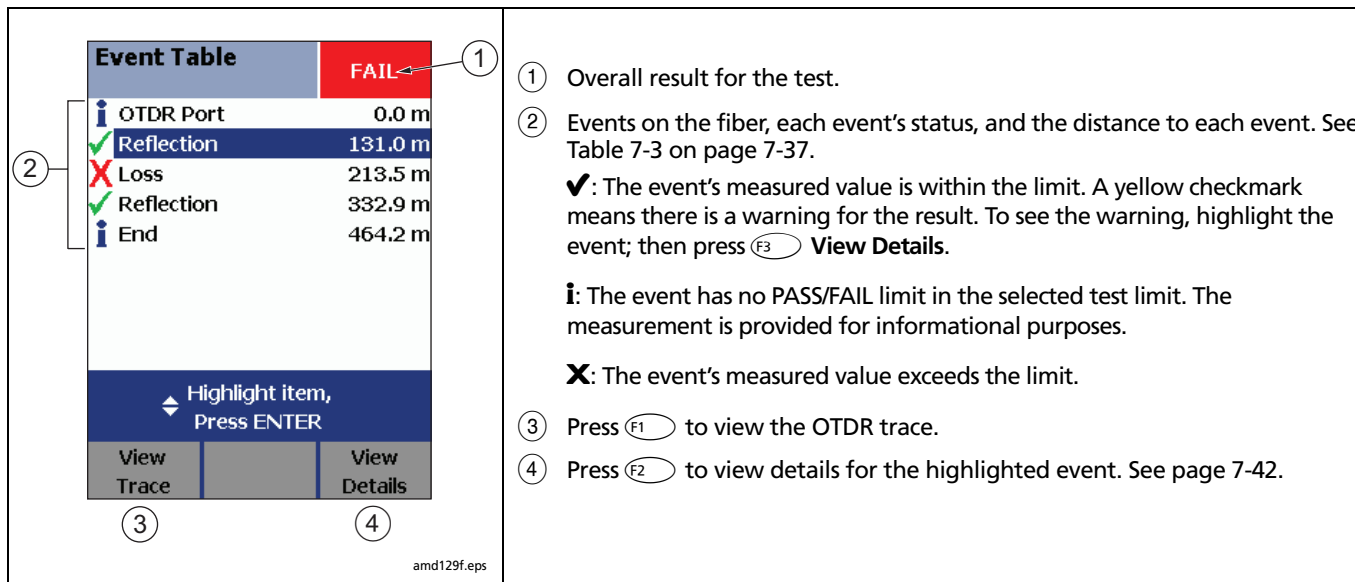 Event Table
FAIL
1
OTDR Port 0.0 m
Reflection 131.0 m
Loss 213.5 m
Reflection 332.9 m
End 464.2 m
2
Highlight item,
Press ENTER
View Trace
View Details
3
4
amd129f.eps
1 Overall result for the test.
2 Events on the fiber, each event's status, and the distance to each event. See
Table 7-3 on page 7-37.
✔: The event's measured value is within the limit. A yellow checkmark
means there is a warning for the result. To see the warning, highlight the
event; then press F3 View Details.
i: The event has no PASS/FAIL limit in the selected test limit. The
measurement is provided for informational purposes.
X: The event's measured value exceeds the limit.
3 Press F1 to view the OTDR trace.
4 Press F2 to view details for the highlighted event. See page 7-42.